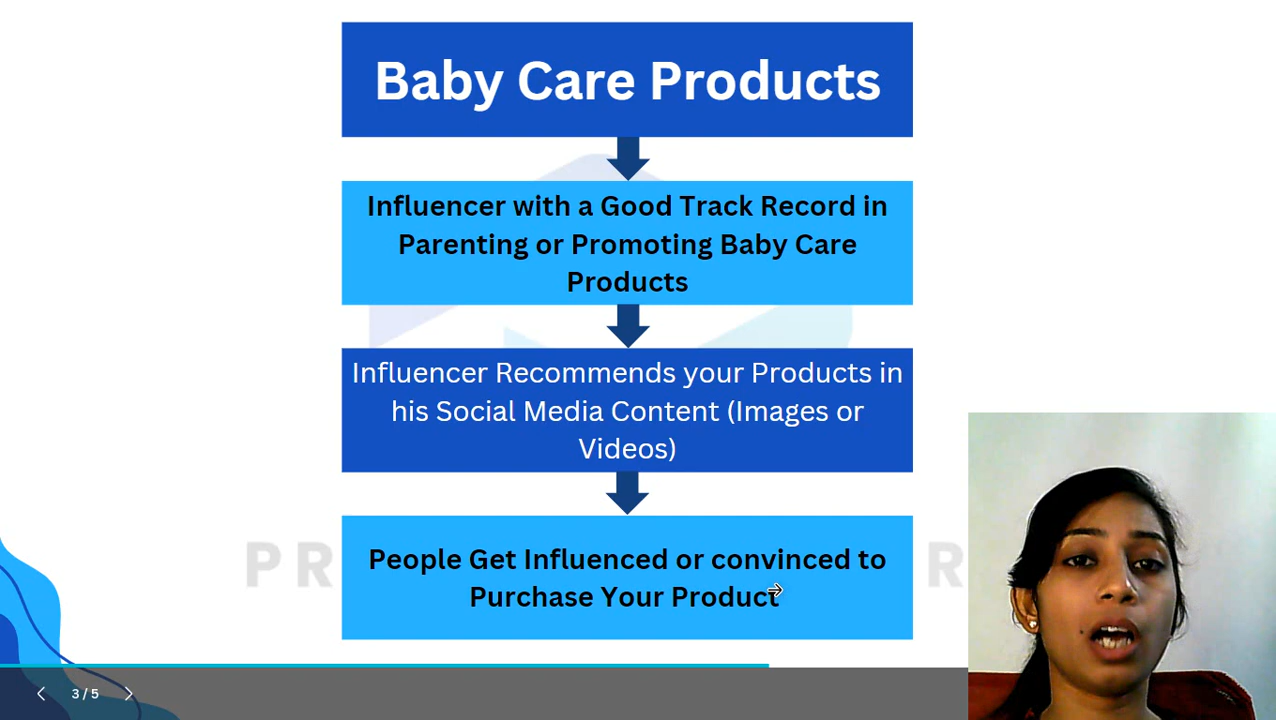 Baby Care Products
Influencer with a Good Track Record in
Parenting or Promoting Baby Care
Products
Influencer Recommends your Products in
his Social Media Content (Images or
Videos)
People Get Influenced or convinced to
Purchase Your Product
3 / 5